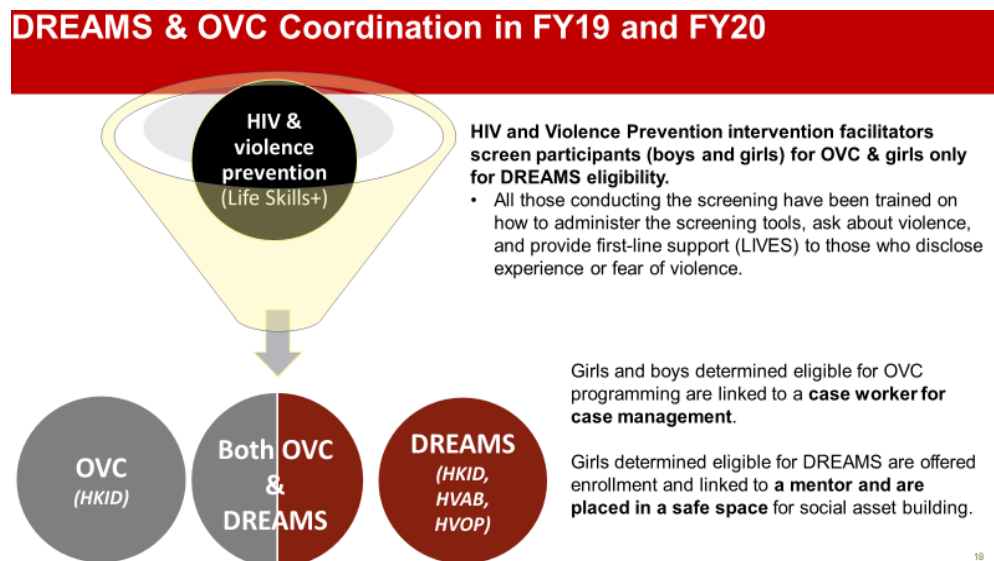 DREAMS & OVC Coordination in FY19 and FY20
HIV &
violence
prevention
(Life Skills+)
HIV and Violence Prevention intervention facilitators
screen participants (boys and girls) for OVC & girls only
for DREAMS eligibility.
• All those conducting the screening have been trained on
how to administer the screening tools, ask about violence,
and provide first-line support (LIVES) to those who disclose
experience or fear of violence.
OVC
(HKID)
Both OVC
&
DREAMS
DREAMS
(HKID,
HVAB,
HVOP)
Girls and boys determined eligible for OVC
programming are linked to a case worker for
case management.
Girls determined eligible for DREAMS are offered
enrollment and linked to a mentor and are
placed in a safe space for social asset building.
18